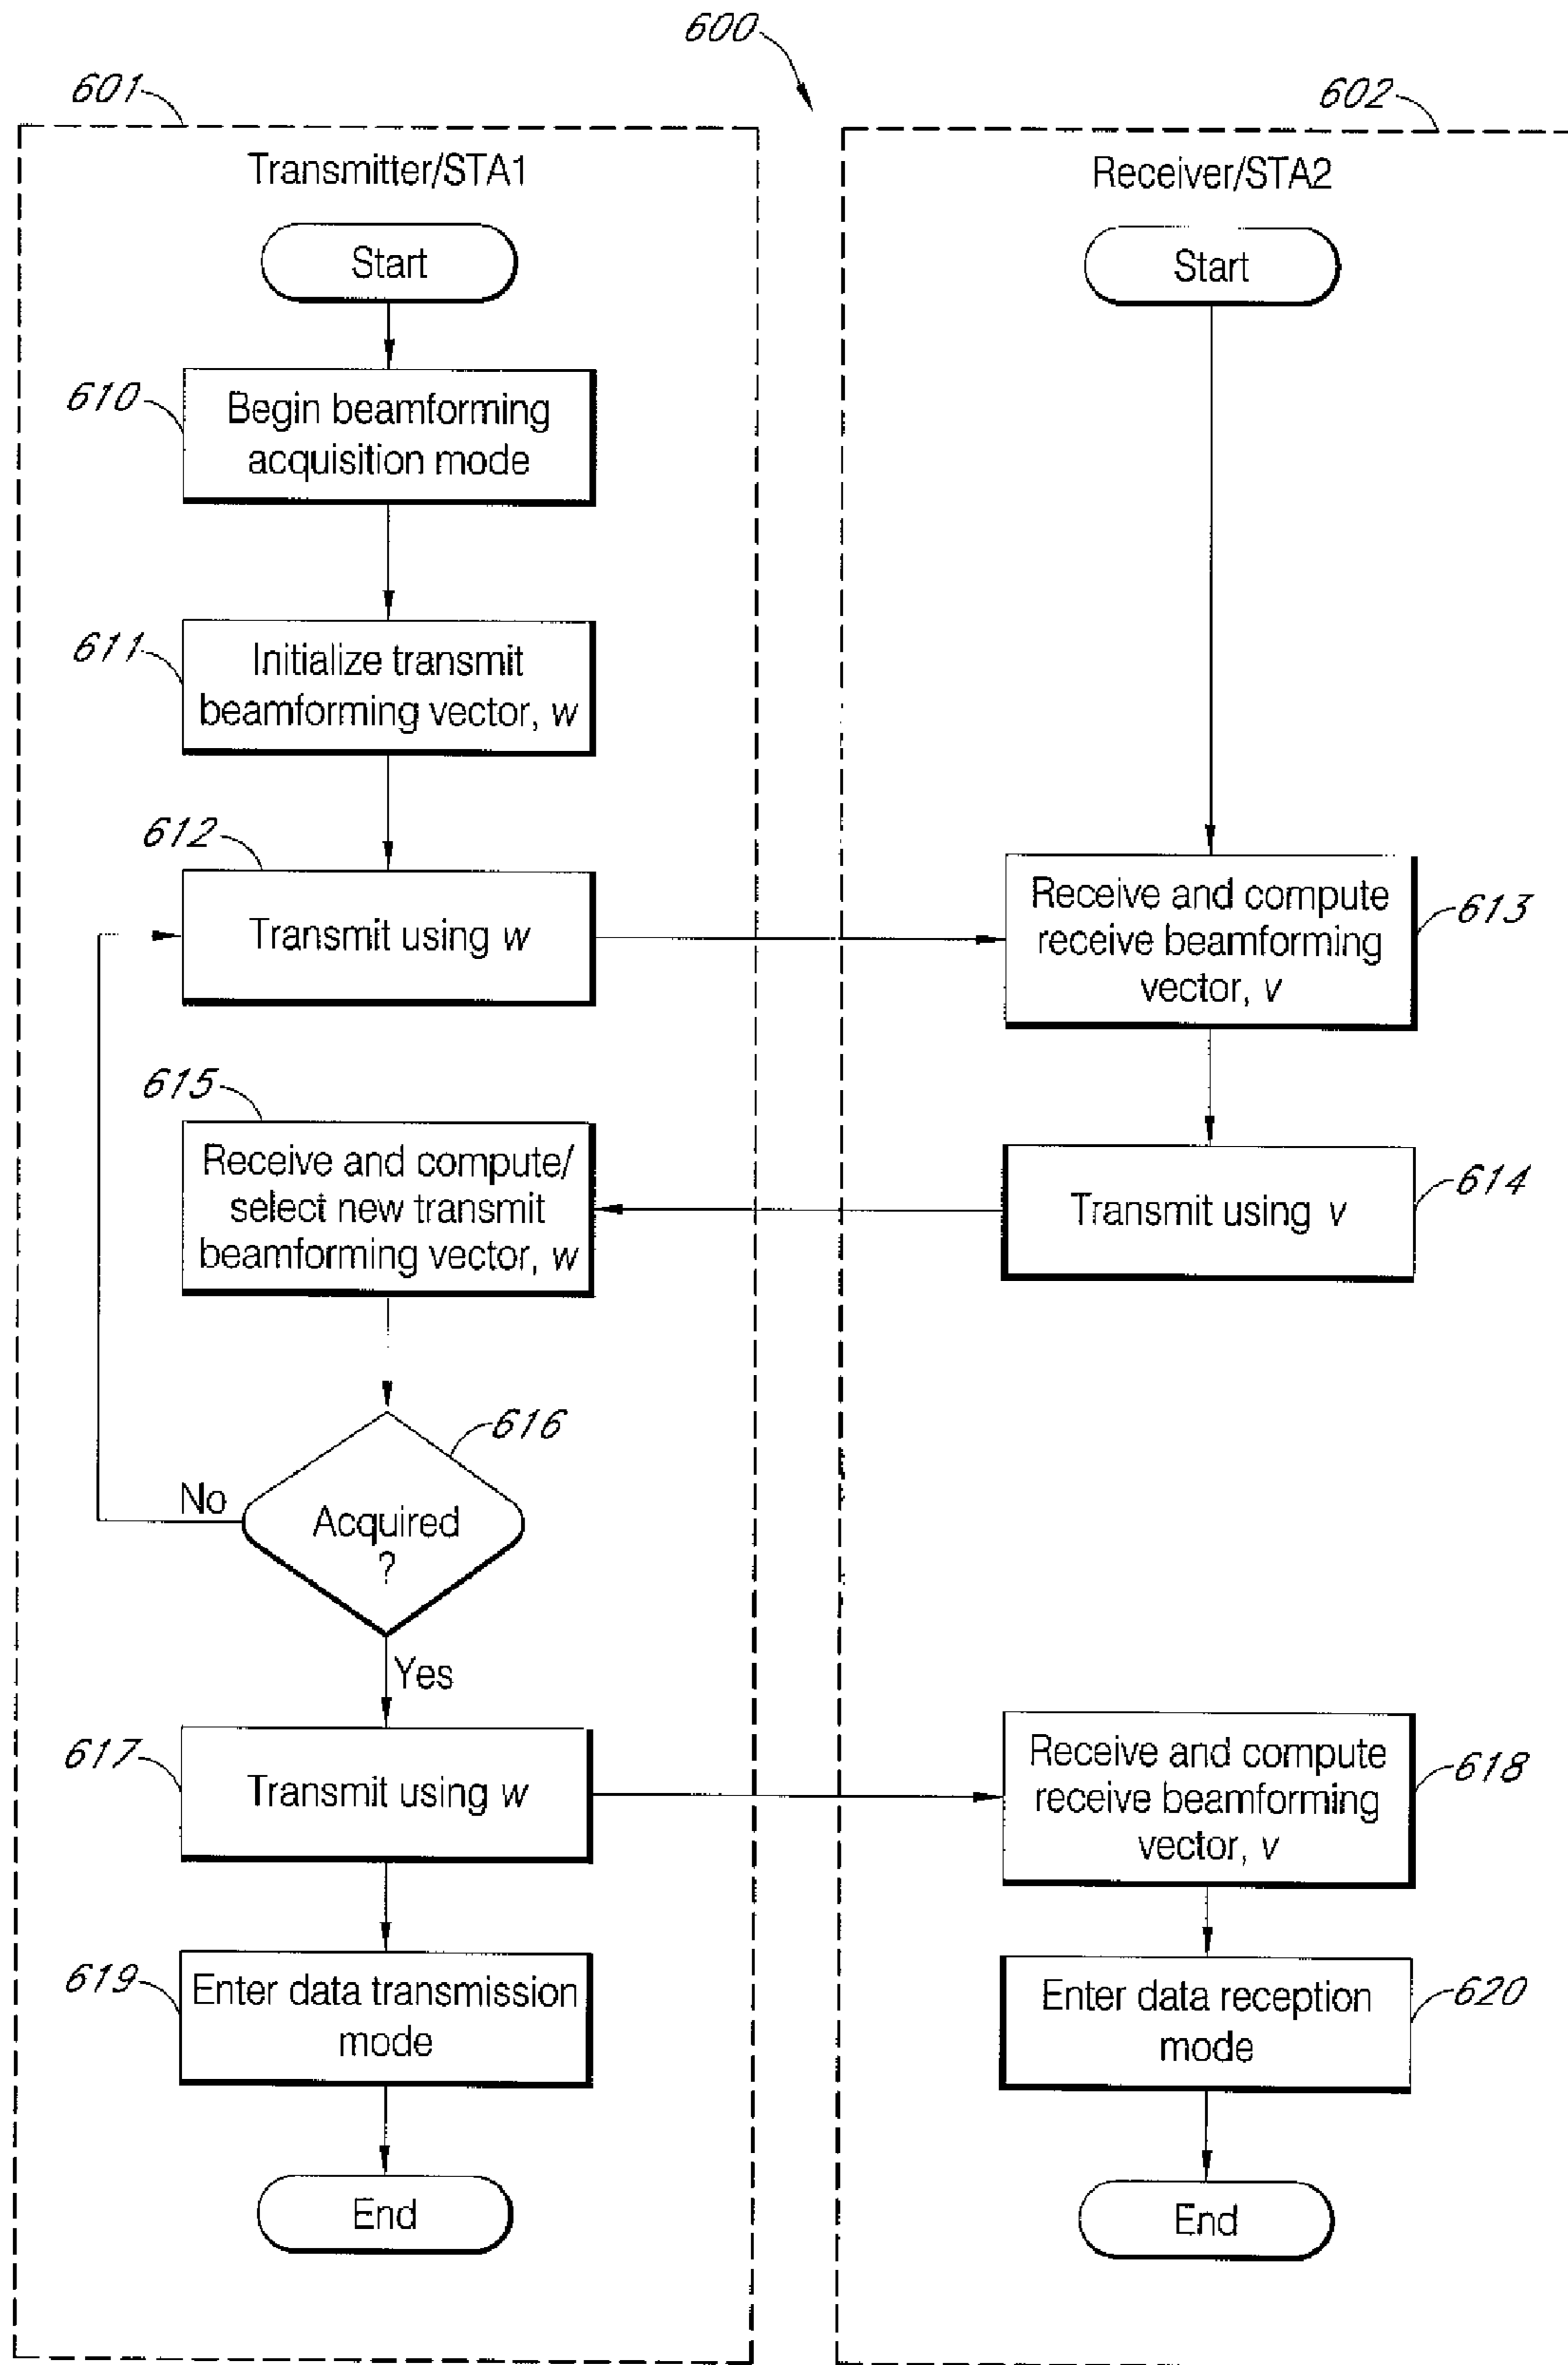 600
601
602
Transmitter/STA1
Receiver/STA2
Start
Start
610
Begin beamforming
acquisition mode
611
Initialize transmit
beamforming vector, w
612
Transmit using w
Receive and compute
receive beamforming
vector, v
613
615
Receive and compute/
select new transmit
beamforming vector, w
Transmit using v
614
616
No
Acquired
?
Yes
617
Transmit using w
Receive and compute
receive beamforming
vector, v
618
619
Enter data transmission
mode
Enter data reception
mode
620
End
End